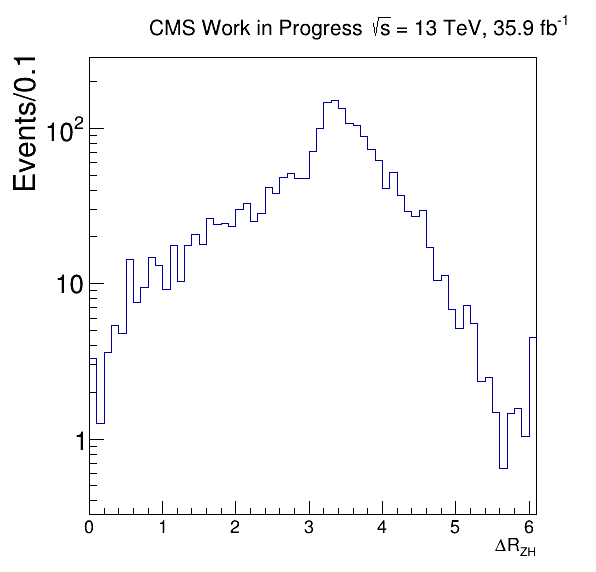 CMS Work in Progress √s = 13 TeV, 35.9 fb⁻¹
Events/0.1
10²
10
1
0 1 2 3 4 5 6
ΔR_ZH